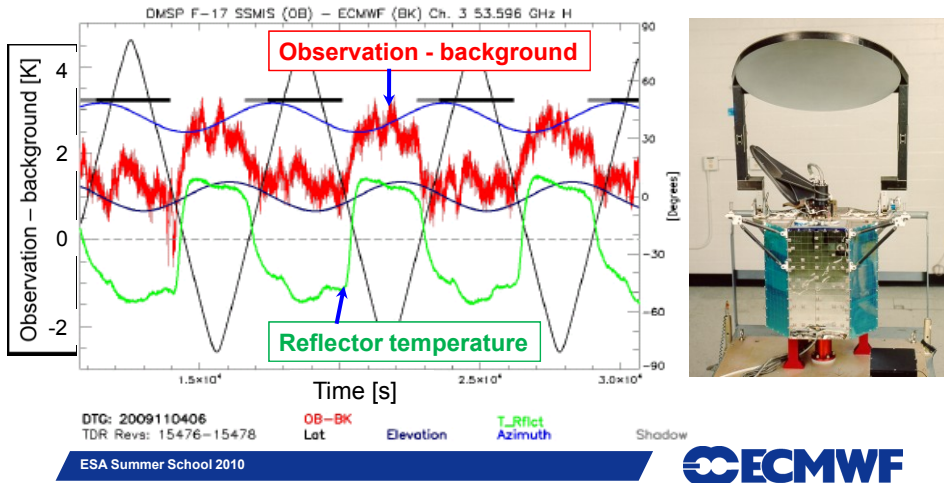 DMSP F-17 SSMIS (OB) - ECMWF (BK) Ch. 3 53.596 GHz H
Observation – background [K]
4
2
0
-2
90
60
30
0
-30
-60
-90
[Degrees]
Observation - background
Reflector temperature
1.5×10⁴
2.5×10⁴
3.0×10⁴
Time [s]
DTG: 2009110406
OB-BK
T_Rflct
TDR Revs: 15476-15478
Lat
Elevation
Azimuth
Shadow
ESA Summer School 2010
ECMWF